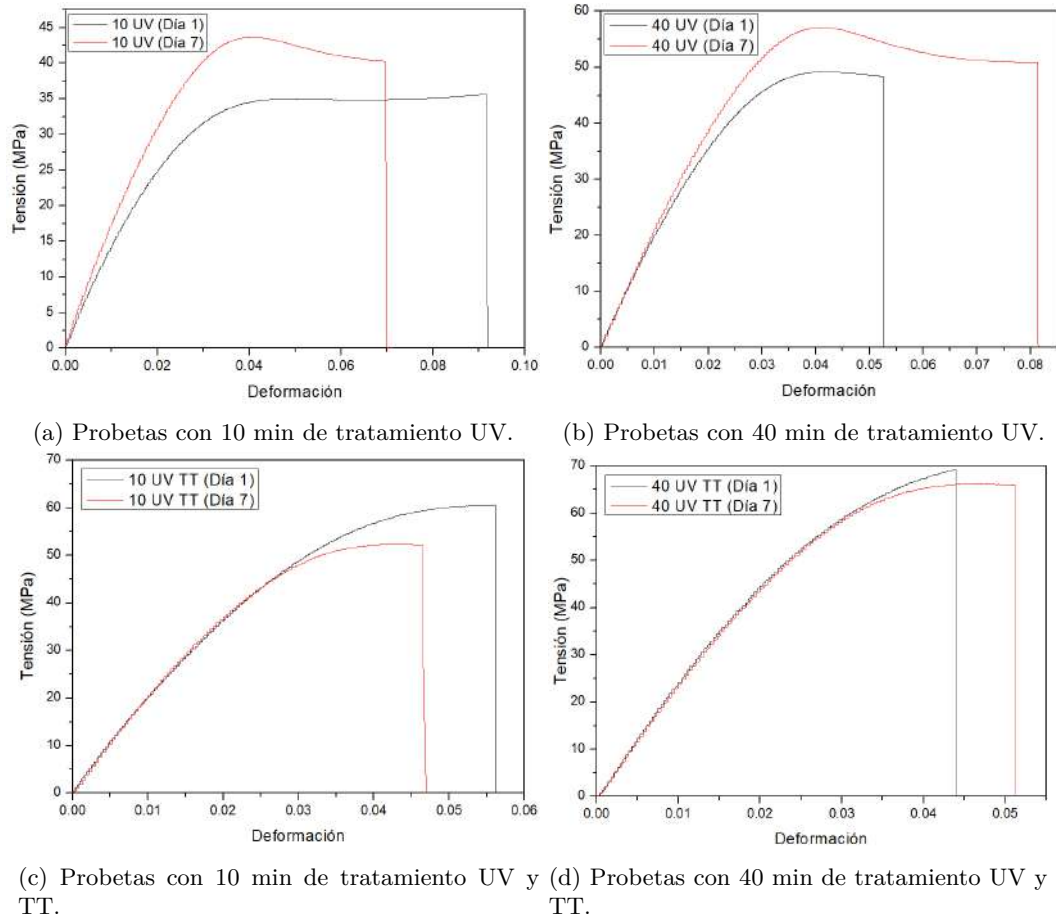 10 UV (Día 1)
10 UV (Día 7)
Tensión (MPa)
45
40
35
30
25
20
15
10
5
0
0.00 0.02 0.04 0.06 0.08 0.10
Deformación
40 UV (Día 1)
40 UV (Día 7)
Tensión (MPa)
60
50
40
30
20
10
0
0.00 0.01 0.02 0.03 0.04 0.05 0.06 0.07 0.08
Deformación
(a) Probetas con 10 min de tratamiento UV.
(b) Probetas con 40 min de tratamiento UV.
10 UV TT (Día 1)
10 UV TT (Día 7)
Tensión (MPa)
70
60
50
40
30
20
10
0
0.00 0.01 0.02 0.03 0.04 0.05 0.06
Deformación
40 UV TT (Día 1)
40 UV TT (Día 7)
Tensión (MPa)
70
60
50
40
30
20
10
0
0.00 0.01 0.02 0.03 0.04 0.05
Deformación
(c) Probetas con 10 min de tratamiento UV y
TT.
(d) Probetas con 40 min de tratamiento UV y
TT.